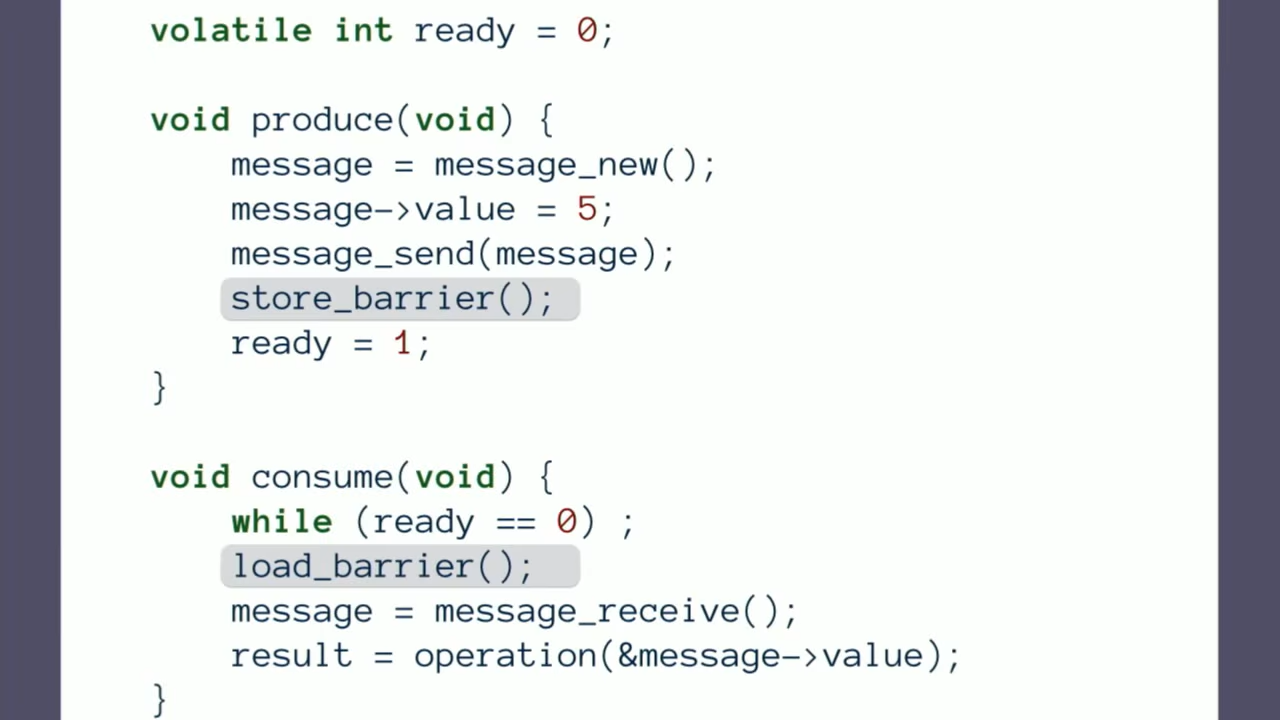 volatile int ready = 0;
void produce(void) {
message = message_new();
message->value = 5;
message_send(message);
store_barrier();
ready = 1;
}
void consume(void) {
while (ready == 0) ;
load_barrier();
message = message_receive();
result = operation(&message->value);
}